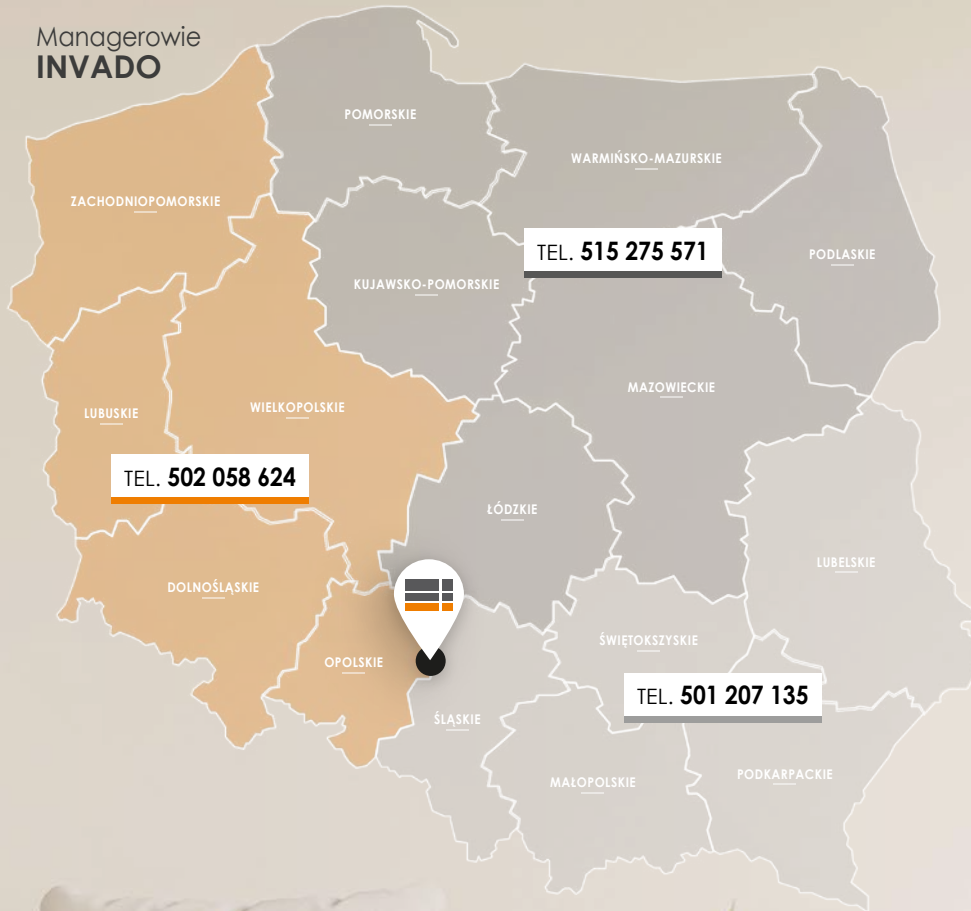 Managerowie
INVADO
POMORSKIE
WARMIŃSKO-MAZURSKIE
ZACHODNIOPOMORSKIE
TEL. 515 275 571
PODLASKIE
KUJAWSKO-POMORSKIE
MAZOWIECKIE
LUBUSKIE
WIELKOPOLSKIE
TEL. 502 058 624
ŁÓDZKIE
LUBELSKIE
DOLNOŚLĄSKIE
ŚWIĘTOKSZYSKIE
OPOLSKIE
TEL. 501 207 135
ŚLĄSKIE
PODKARPACKIE
MAŁOPOLSKIE